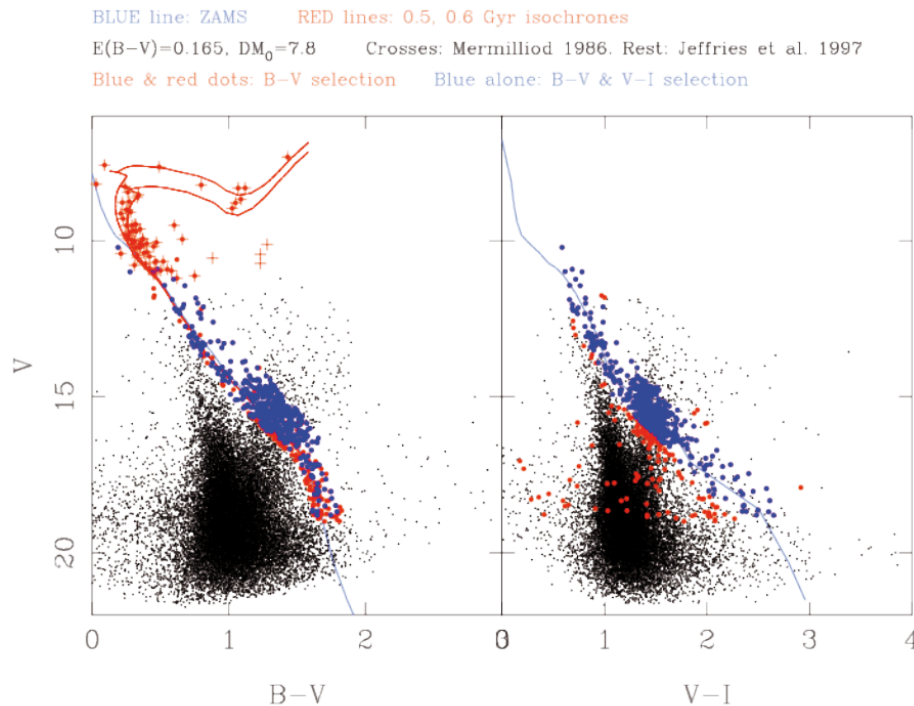 BLUE line: ZAMS RED lines: 0.5, 0.6 Gyr isochrones
E(B−V)=0.165, DM₀=7.8 Crosses: Mermilliod 1986. Rest: Jeffries et al. 1997
Blue & red dots: B−V selection Blue alone: B−V & V−I selection
V
10
15
20
0 1 2 3
0 1 2 3 4
B−V V−I